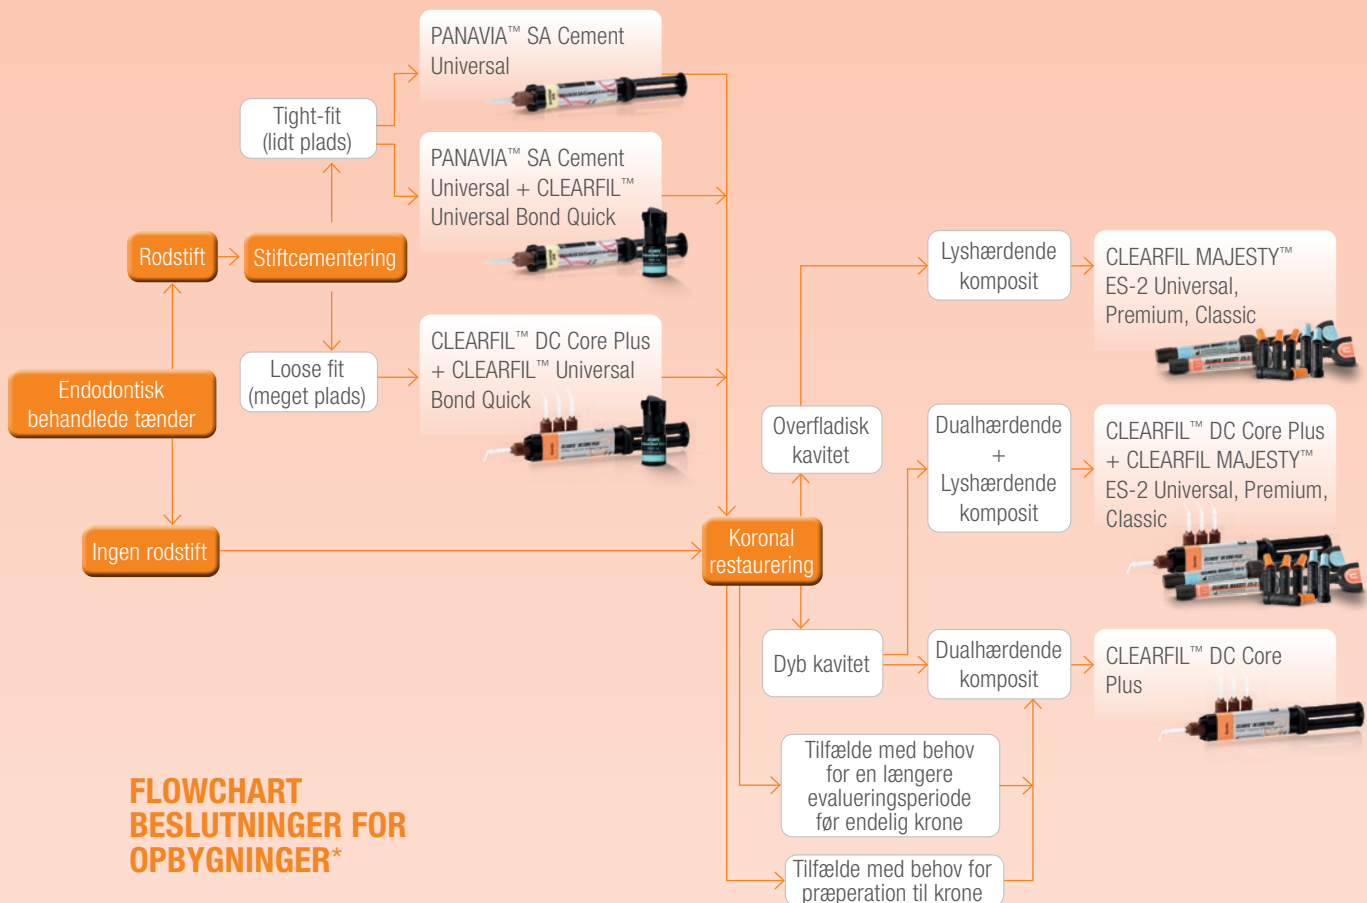 PANAVIA™ SA Cement
Universal
Tight-fit
(lidt plads)
PANAVIA™ SA Cement
Universal + CLEARFIL™
Universal Bond Quick
Rodstift
Stiftcementering
Loose fit
(meget plads)
CLEARFIL™ DC Core Plus
+ CLEARFIL™ Universal
Bond Quick
Endodontisk
behandlede tænder
Ingen rodstift
Koronal
restaurering
Overfladisk
kavitet
Lyshærdende
komposit
CLEARFIL MAJESTY™
ES-2 Universal,
Premium, Classic
Dualhærdende
+
Lyshærdende
komposit
CLEARFIL™ DC Core Plus
+ CLEARFIL MAJESTY™
ES-2 Universal, Premium,
Classic
Dyb kavitet
Dualhærdende
komposit
CLEARFIL™ DC Core
Plus
Tilfælde med behov
for en længere
evalueringsperiode
før endelig krone
Tilfælde med behov for
præperation til krone
FLOWCHART
BESLUTNINGER FOR
OPBYGNINGER*